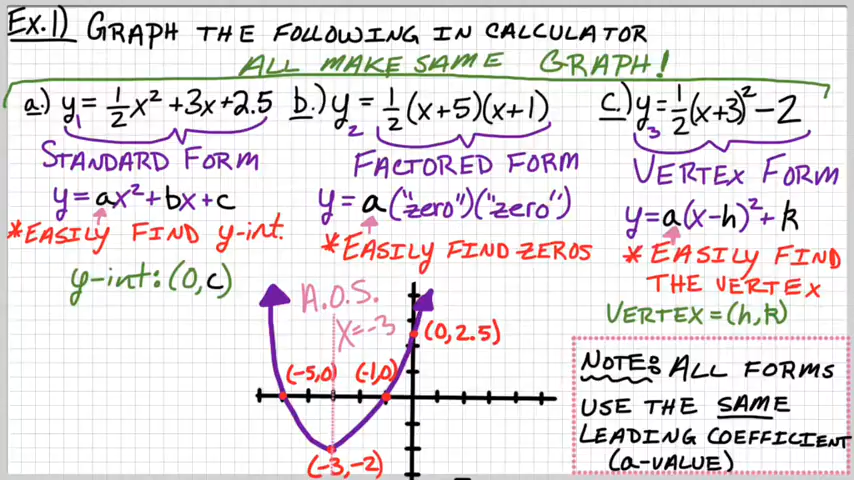 Ex.1) GRAPH THE FOLLOWING IN CALCULATOR
ALL MAKE SAME GRAPH!
a.) y₁ = 1/2x² + 3x + 2.5
STANDARD FORM
y = ax² + bx + c
*EASILY FIND y-int.
y-int: (0, c)
b.) y₂ = 1/2(x+5)(x+1)
FACTORED FORM
y = a("zero")("zero")
*EASILY FIND ZEROS
c.) y₃ = 1/2(x+3)² - 2
VERTEX FORM
y = a(x-h)² + k
*EASILY FIND
THE VERTEX
VERTEX = (h, k)
A.O.S.
X=-3
(0, 2.5)
(-5,0)
(-1,0)
(-3,-2)
NOTE: ALL FORMS
USE THE SAME
LEADING COEFFICIENT
(a-VALUE)